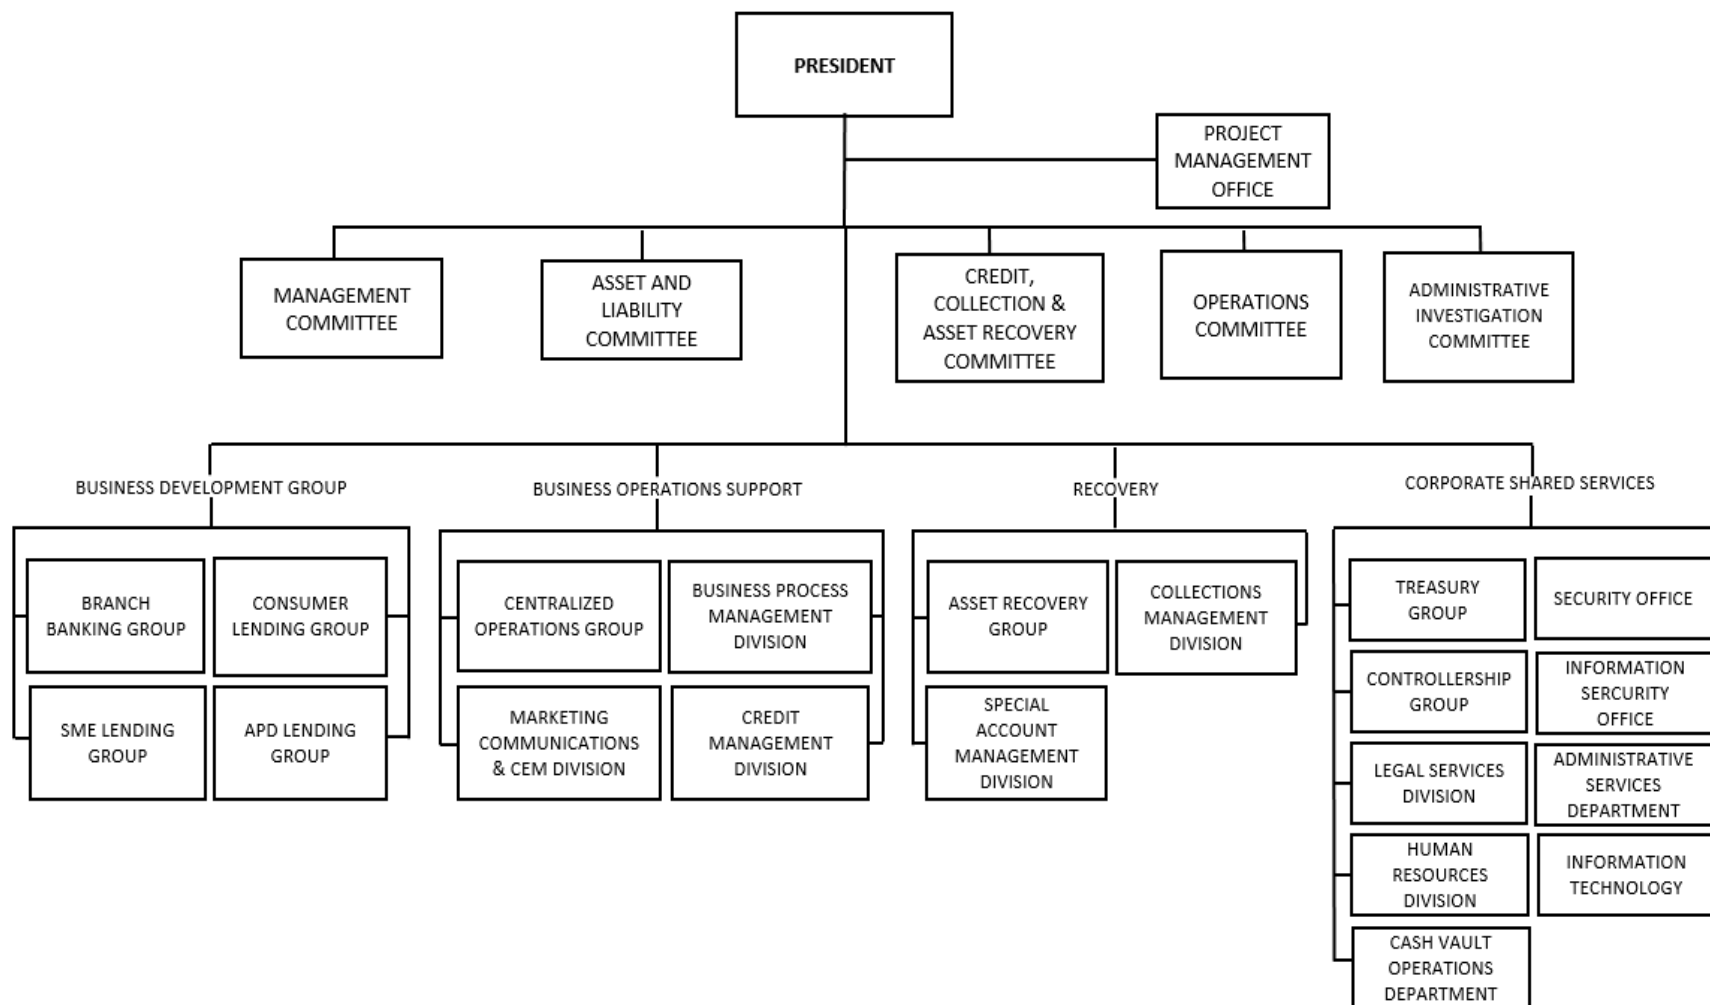 PRESIDENT
PROJECT
MANAGEMENT
OFFICE
MANAGEMENT
COMMITTEE
ASSET AND
LIABILITY
COMMITTEE
CREDIT,
COLLECTION &
ASSET RECOVERY
COMMITTEE
OPERATIONS
COMMITTEE
ADMINISTRATIVE
INVESTIGATION
COMMITTEE
BUSINESS DEVELOPMENT GROUP
BRANCH
BANKING GROUP
CONSUMER
LENDING GROUP
SME LENDING
GROUP
APD LENDING
GROUP
BUSINESS OPERATIONS SUPPORT
CENTRALIZED
OPERATIONS GROUP
BUSINESS PROCESS
MANAGEMENT
DIVISION
MARKETING
COMMUNICATIONS
& CEM DIVISION
CREDIT
MANAGEMENT
DIVISION
RECOVERY
ASSET RECOVERY
GROUP
COLLECTIONS
MANAGEMENT
DIVISION
SPECIAL
ACCOUNT
MANAGEMENT
DIVISION
CORPORATE SHARED SERVICES
TREASURY
GROUP
SECURITY OFFICE
CONTROLLERSHIP
GROUP
INFORMATION
SERCURITY
OFFICE
LEGAL SERVICES
DIVISION
ADMINISTRATIVE
SERVICES
DEPARTMENT
HUMAN
RESOURCES
DIVISION
INFORMATION
TECHNOLOGY
CASH VAULT
OPERATIONS
DEPARTMENT